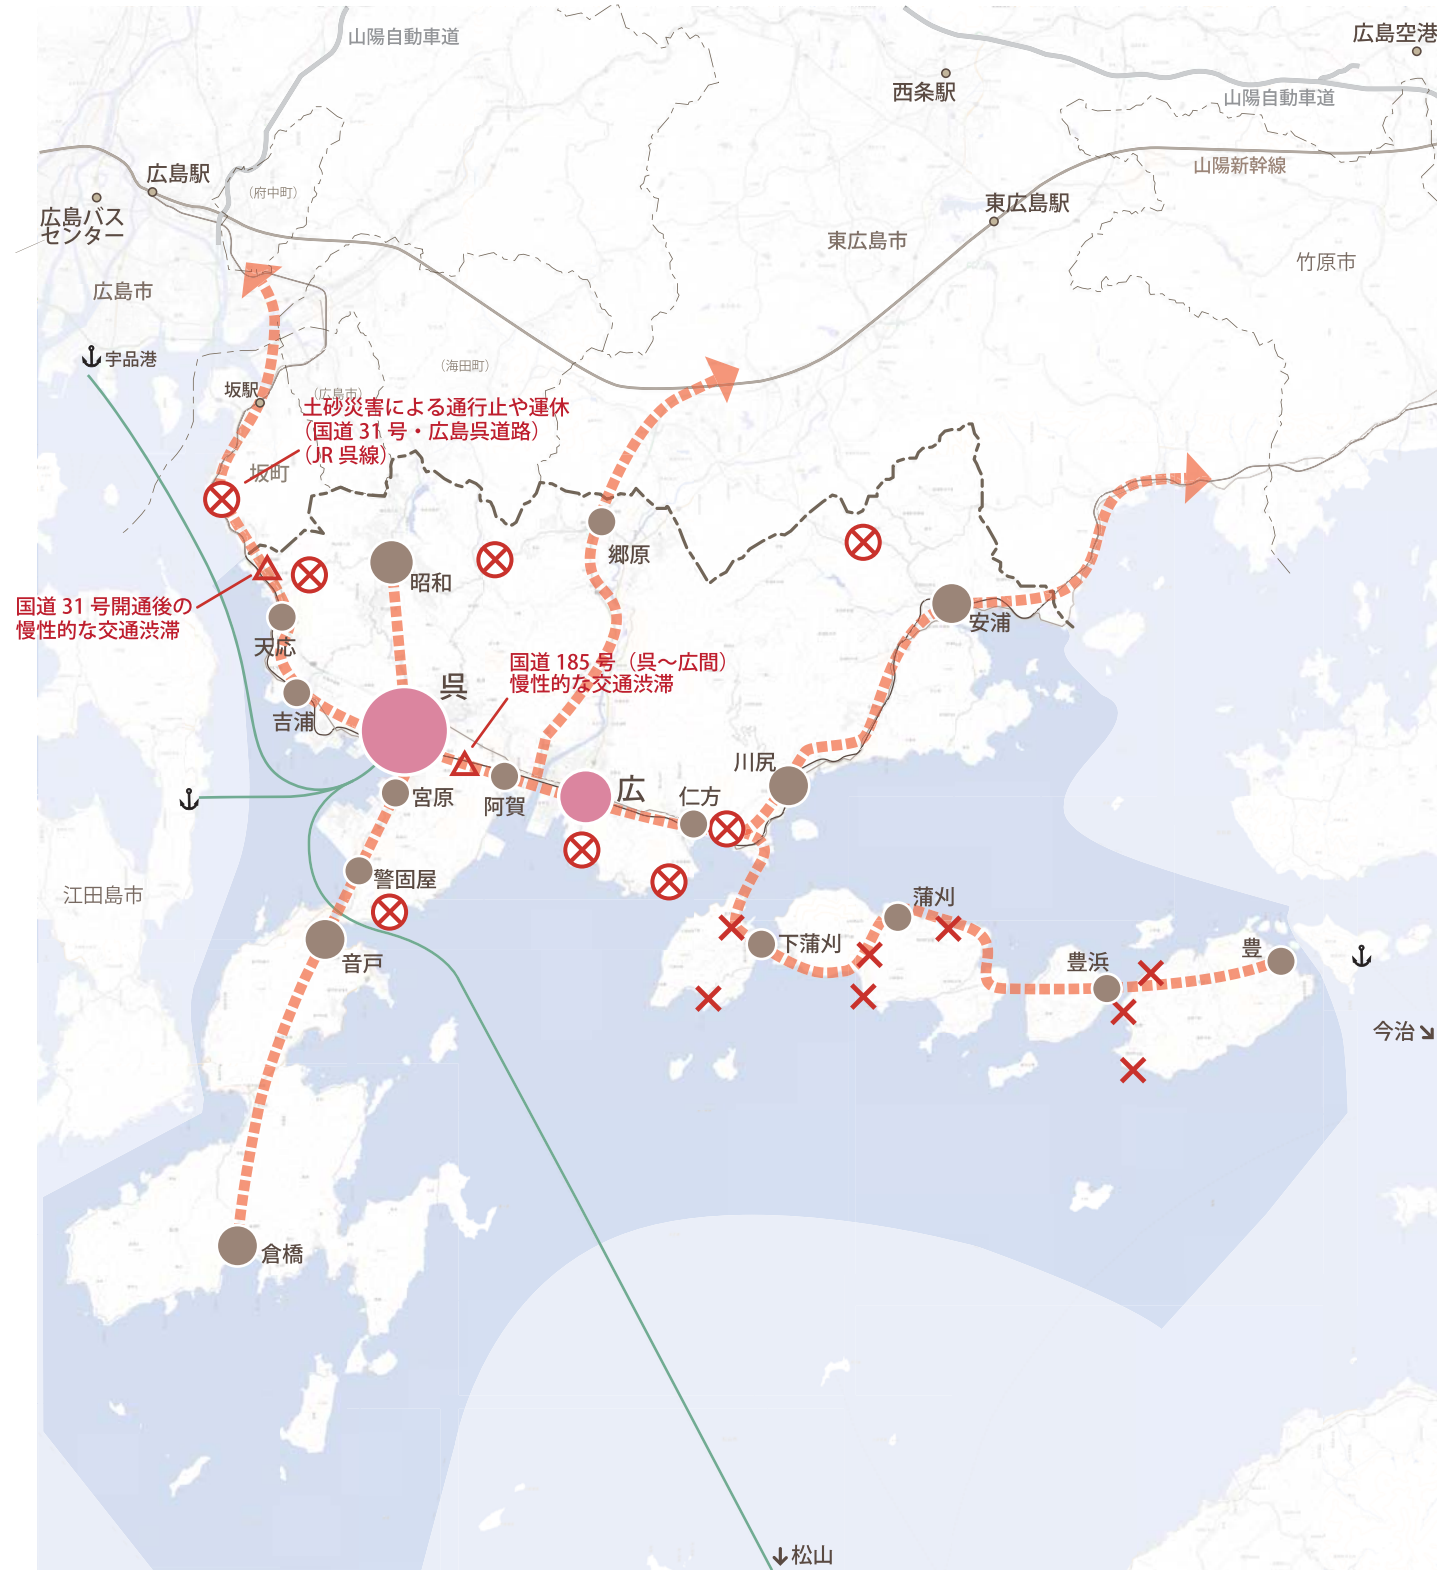 山陽自動車道
広島空港
西条駅
山陽自動車道
山陽新幹線
広島駅
（府中町）
東広島駅
広島バス
センター
東広島市
竹原市
広島市
宇品港
（海田町）
坂駅
（広島市）
土砂災害による通行止や運休
（国道 31 号・広島呉道路）
（JR 呉線）
坂町
郷原
昭和
国道 31 号開通後の
慢性的な交通渋滞
安浦
天応
国道 185 号（呉〜広間）
慢性的な交通渋滞
呉
吉浦
川尻
広
仁方
宮原
阿賀
警固屋
江田島市
蒲刈
下蒲刈
音戸
豊
豊浜
今治
倉橋
松山